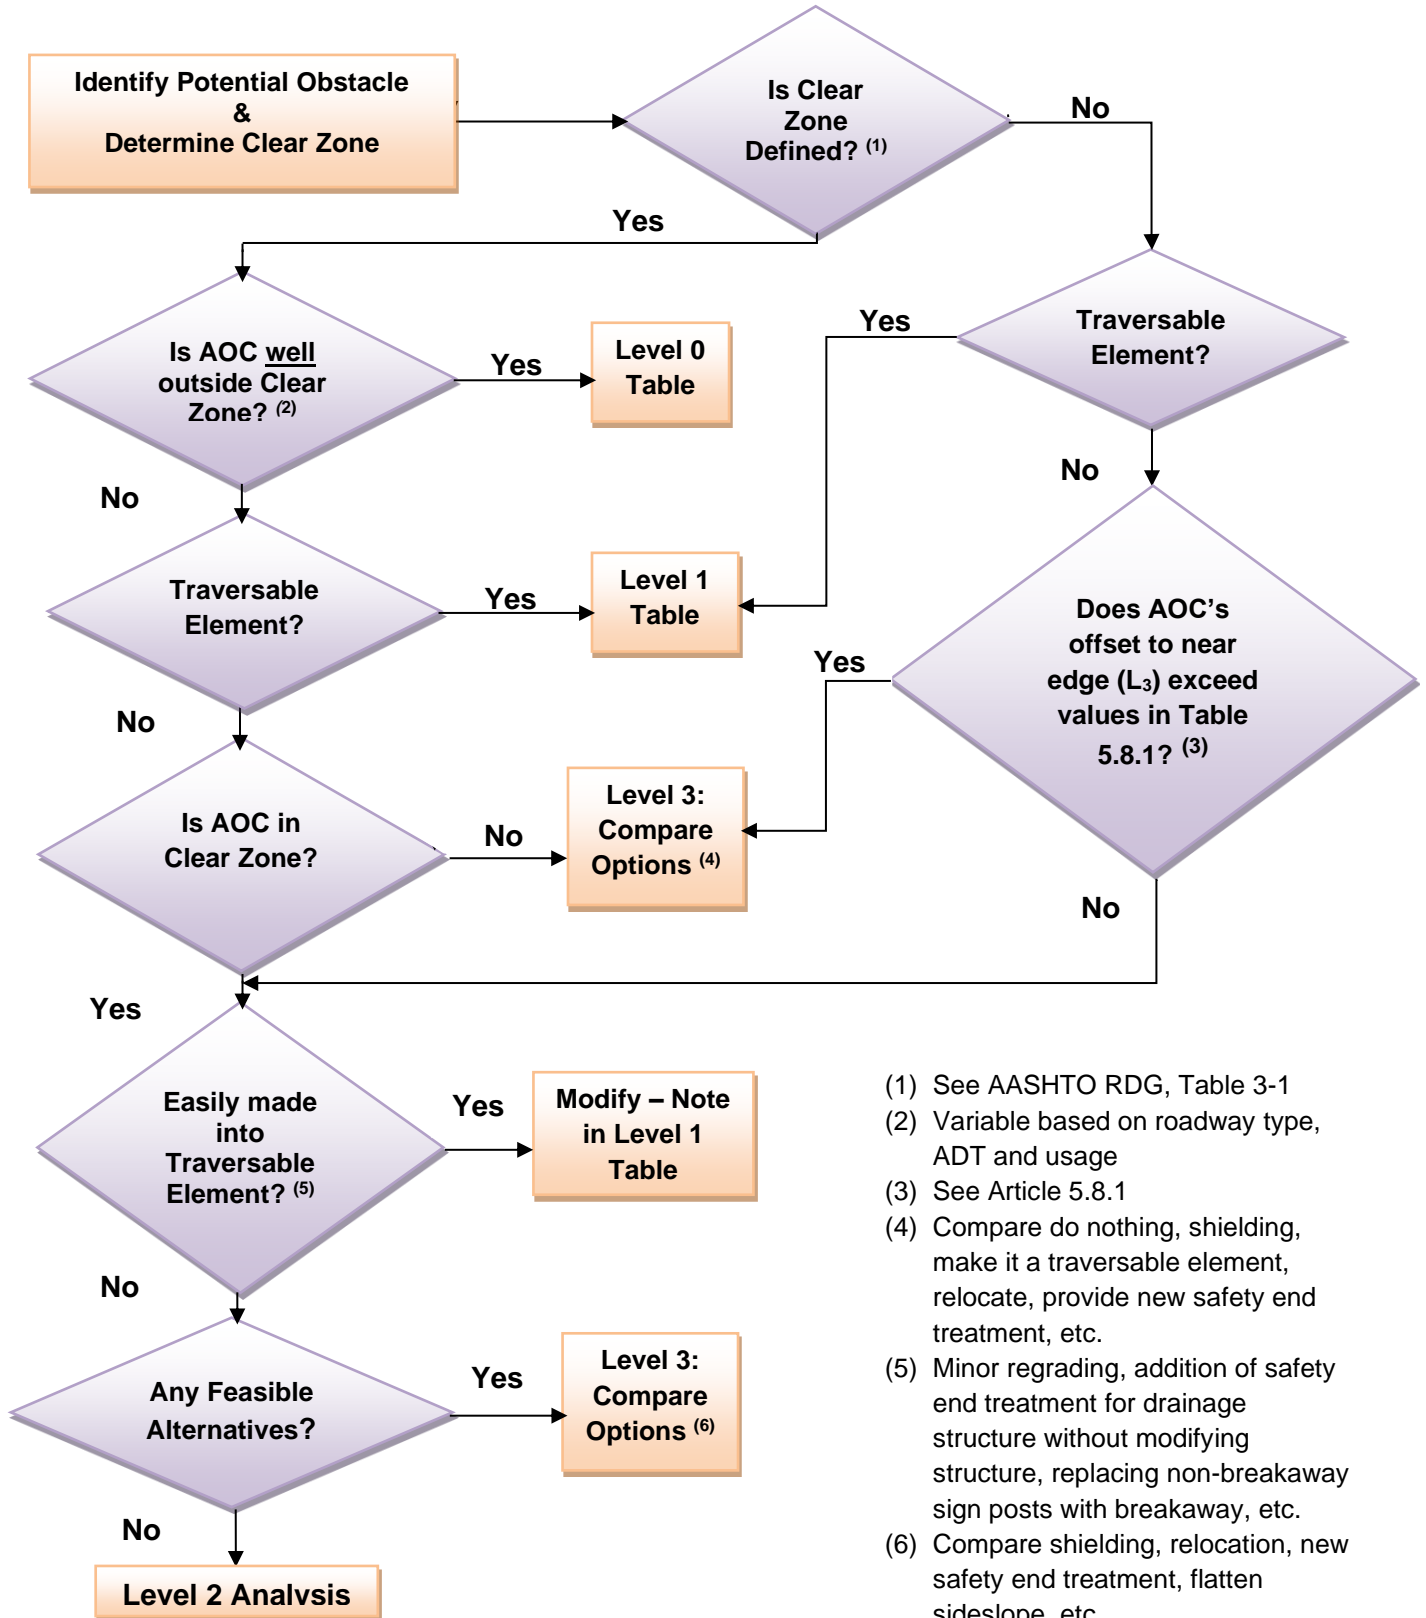 Identify Potential Obstacle
&
Determine Clear Zone
Is Clear
Zone
Defined? (1)
No
Yes
Is AOC well
outside Clear
Zone? (2)
Yes
Level 0
Table
Yes
Traversable
Element?
No
No
Traversable
Element?
Yes
Level 1
Table
Does AOC's
offset to near
edge (L3) exceed
values in Table
5.8.1? (3)
Yes
No
Is AOC in
Clear Zone?
No
Level 3:
Compare
Options (4)
No
Yes
Easily made
into
Traversable
Element? (5)
Yes
Modify – Note
in Level 1
Table
No
Any Feasible
Alternatives?
Yes
Level 3:
Compare
Options (6)
No
Level 2 Analysis
(1) See AASHTO RDG, Table 3-1
(2) Variable based on roadway type,
ADT and usage
(3) See Article 5.8.1
(4) Compare do nothing, shielding,
make it a traversable element,
relocate, provide new safety end
treatment, etc.
(5) Minor regrading, addition of safety
end treatment for drainage
structure without modifying
structure, replacing non-breakaway
sign posts with breakaway, etc.
(6) Compare shielding, relocation, new
safety end treatment, flatten
sideslope, etc.